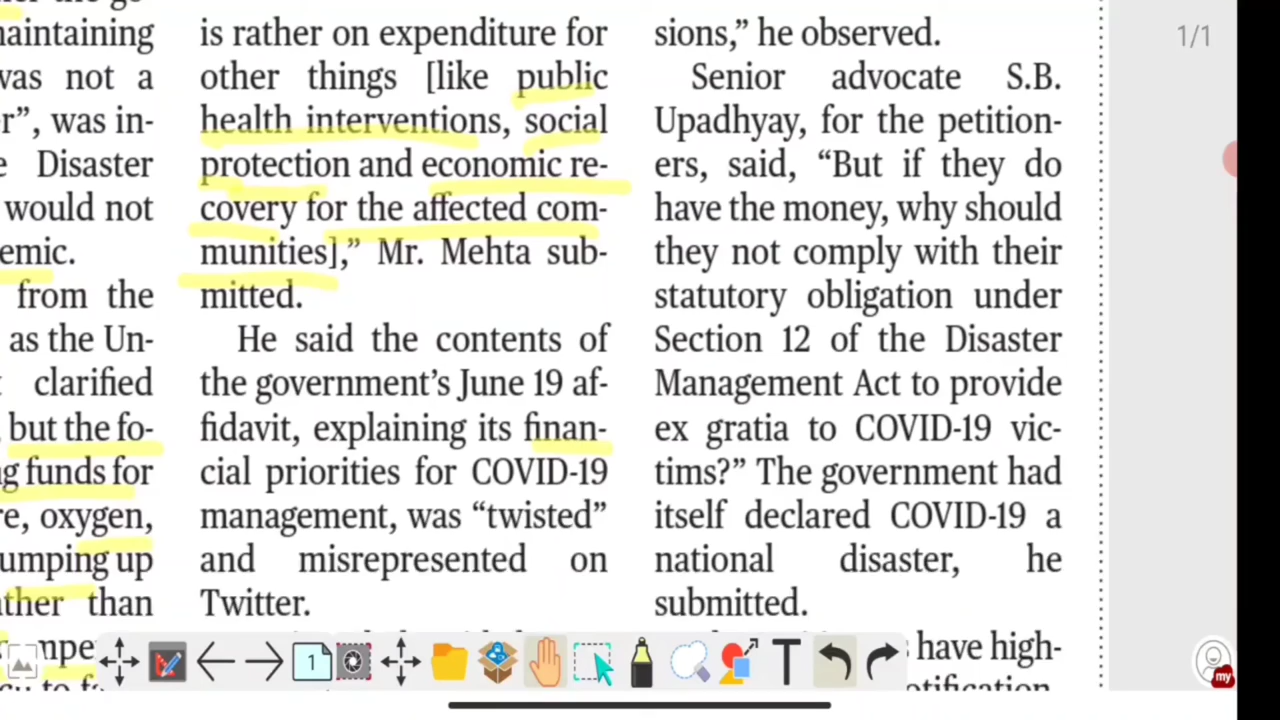 maintaining
was not a
r”, was in-
e Disaster
would not
emic.
from the
as the Un-
clarified
but the fo-
g funds for
re, oxygen,
umping up
ather than
mpe
is rather on expenditure for
other things [like public
health interventions, social
protection and economic re-
covery for the affected com-
munities],” Mr. Mehta sub-
mitted.
He said the contents of
the government’s June 19 af-
fidavit, explaining its finan-
cial priorities for COVID-19
management, was “twisted”
and misrepresented on
Twitter.
sions,” he observed.
Senior advocate S.B.
Upadhyay, for the petition-
ers, said, “But if they do
have the money, why should
they not comply with their
statutory obligation under
Section 12 of the Disaster
Management Act to provide
ex gratia to COVID-19 vic-
tims?” The government had
itself declared COVID-19 a
national disaster, he
submitted.
have high-
1/1
1
T
my